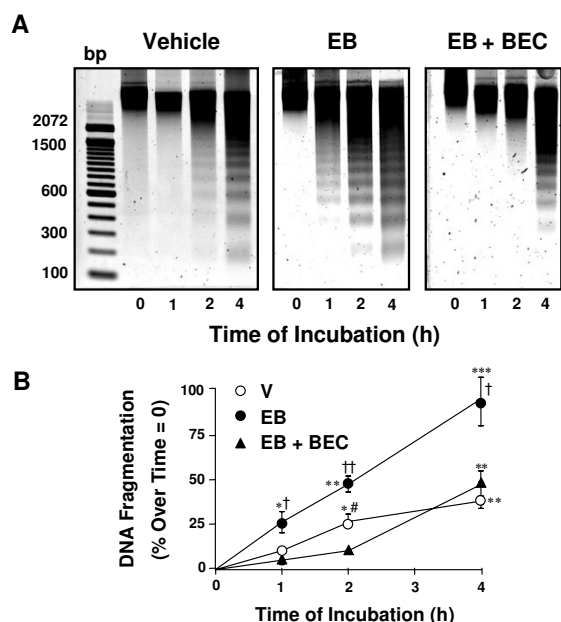 A
Vehicle EB EB + BEC
bp
2072
1500
600
300
100
0 1 2 4 0 1 2 4 0 1 2 4
Time of Incubation (h)
B
DNA Fragmentation
(% Over Time = 0)
100
75
50
25
0
V
EB
EB + BEC
*†
**
††
*#
***
†
**
**
0 1 2 3 4
Time of Incubation (h)